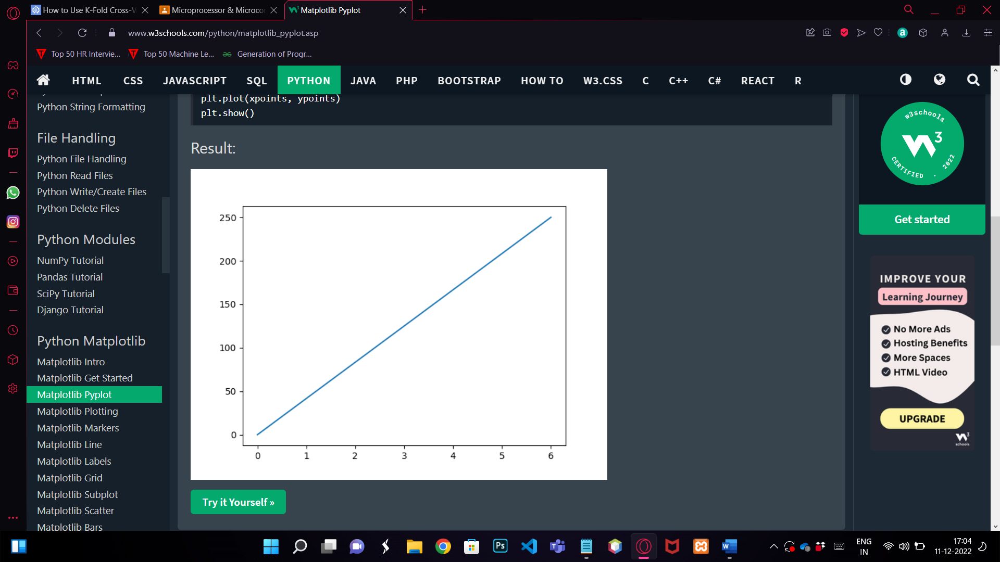 How to Use K-Fold Cross-V
Microprocessor & Microco
Matplotlib Pyplot
www.w3schools.com/python/matplotlib_pyplot.asp
Top 50 HR Intervie...
Top 50 Machine Le...
Generation of Progr...
HTML CSS JAVASCRIPT SQL PYTHON JAVA PHP BOOTSTRAP HOW TO W3.CSS C C++ C# REACT R
Python String Formatting
File Handling
Python File Handling
Python Read Files
Python Write/Create Files
Python Delete Files
Python Modules
NumPy Tutorial
Pandas Tutorial
SciPy Tutorial
Django Tutorial
Python Matplotlib
Matplotlib Intro
Matplotlib Get Started
Matplotlib Pyplot
Matplotlib Plotting
Matplotlib Markers
Matplotlib Line
Matplotlib Labels
Matplotlib Grid
Matplotlib Subplot
Matplotlib Scatter
Matplotlib Bars
plt.plot(xpoints, ypoints)
plt.show()
Result:
250
200
150
100
50
0
0 1 2 3 4 5 6
Try it Yourself »
w3schools
3
CERTIFIED . 2022
Get started
IMPROVE YOUR
Learning Journey
No More Ads
Hosting Benefits
More Spaces
HTML Video
UPGRADE
3
schools
Ps
T
W
ENG
IN
17:04
11-12-2022